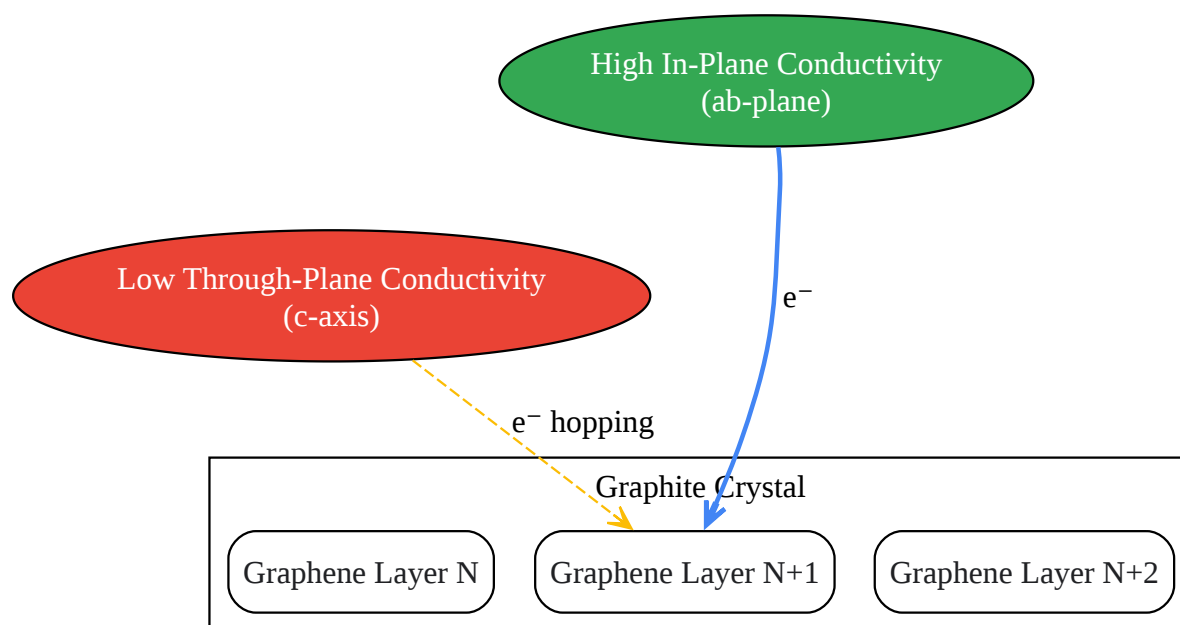 High In-Plane Conductivity
(ab-plane)
Low Through-Plane Conductivity
(c-axis)
e⁻
e⁻ hopping
Graphite Crystal
Graphene Layer N
Graphene Layer N+1
Graphene Layer N+2